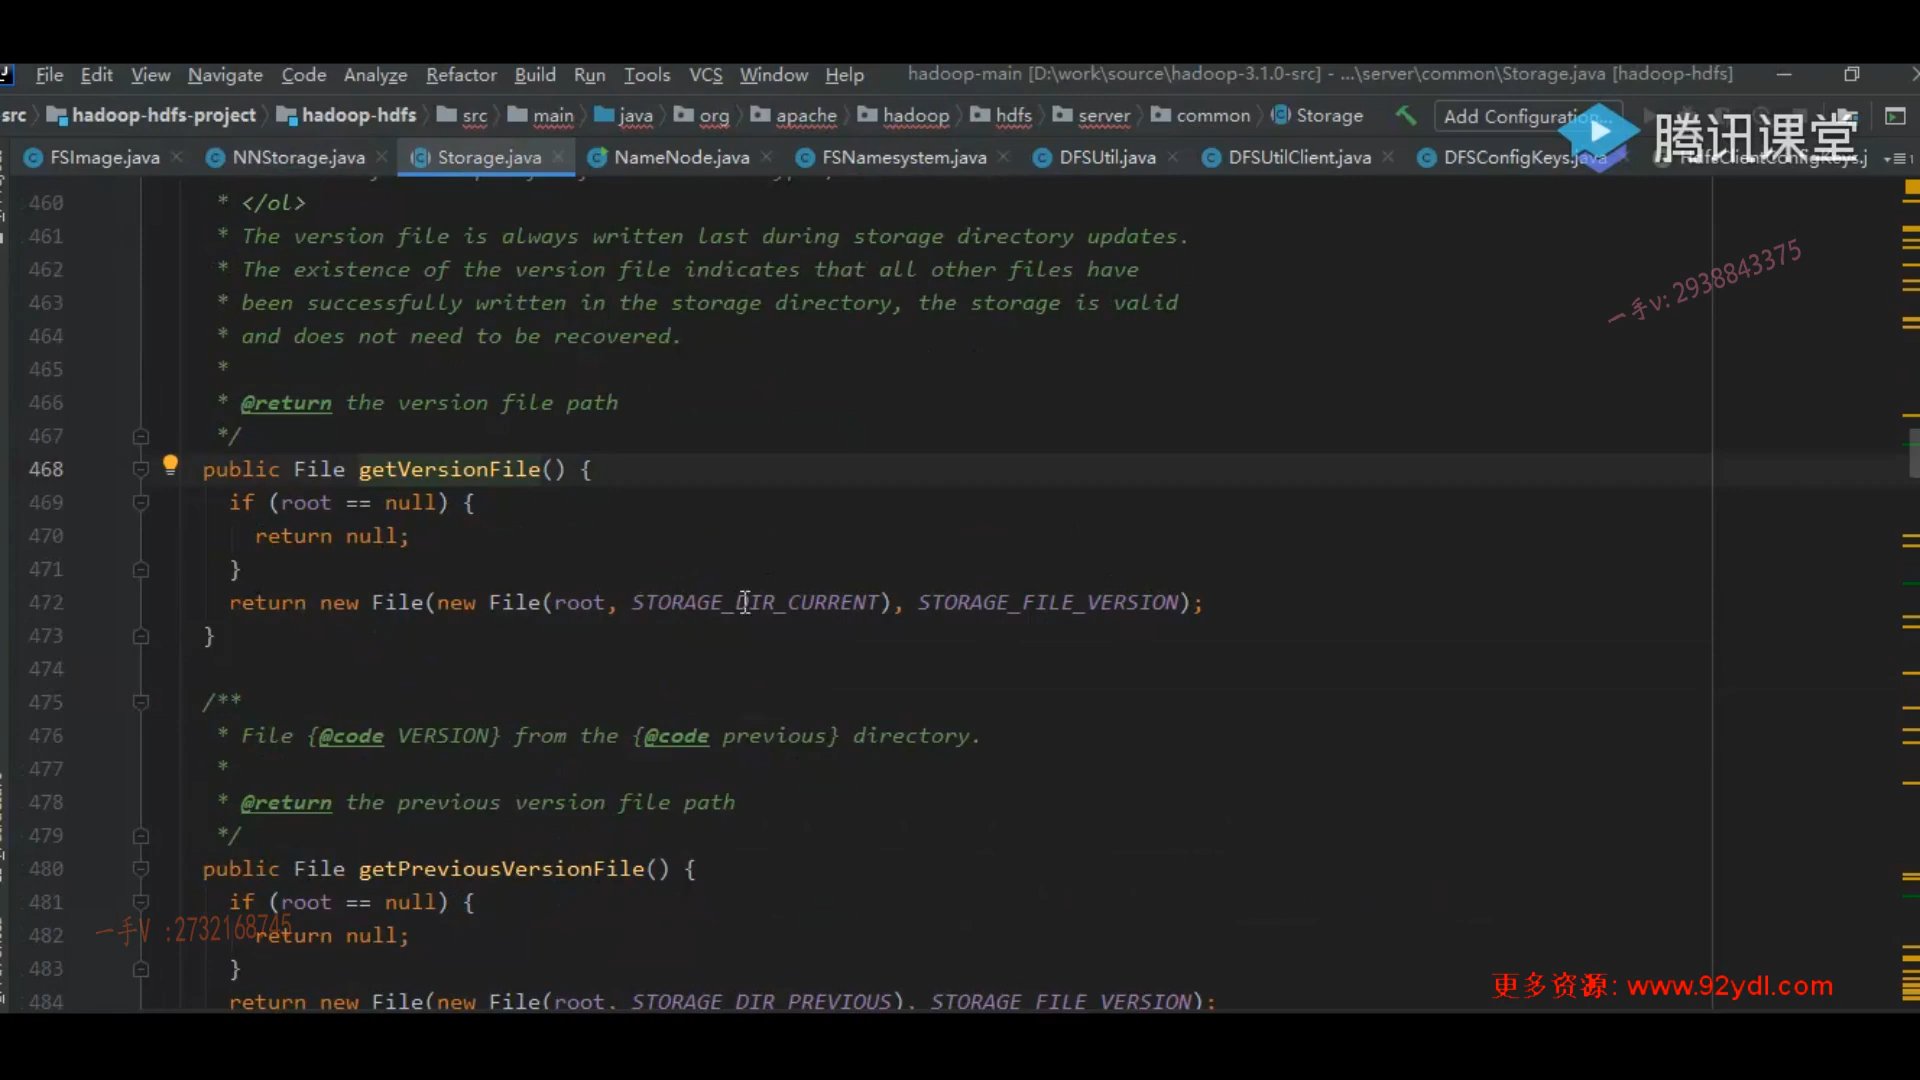 File Edit View Navigate Code Analyze Refactor Build Run Tools VCS Window Help hadoop-main [D:\work\source\hadoop-3.1.0-src] - ...\server\common\Storage.java [hadoop-hdfs]
src hadoop-hdfs-project hadoop-hdfs src main java org apache hadoop hdfs server common Storage Add Configuration...
腾讯课堂
FSImage.java NNStorage.java Storage.java NameNode.java FSNamesystem.java DFSUtil.java DFSUtilClient.java DFSConfigKeys.java HdfsClientConfigKeys.j
460 * </ol>
461 * The version file is always written last during storage directory updates.
462 * The existence of the version file indicates that all other files have
463 * been successfully written in the storage directory, the storage is valid
464 * and does not need to be recovered.
465 *
466 * @return the version file path
467 */
468 public File getVersionFile() {
469 if (root == null) {
470 return null;
471 }
472 return new File(new File(root, STORAGE_DIR_CURRENT), STORAGE_FILE_VERSION);
473 }
474
475 /**
476 * File {@code VERSION} from the {@code previous} directory.
477 *
478 * @return the previous version file path
479 */
480 public File getPreviousVersionFile() {
481 if (root == null) {
482 return null;
483 }
484 return new File(new File(root, STORAGE_DIR_PREVIOUS), STORAGE_FILE_VERSION);
一手v:2938843375
一手V :2732168745
更多资源: www.92ydl.com